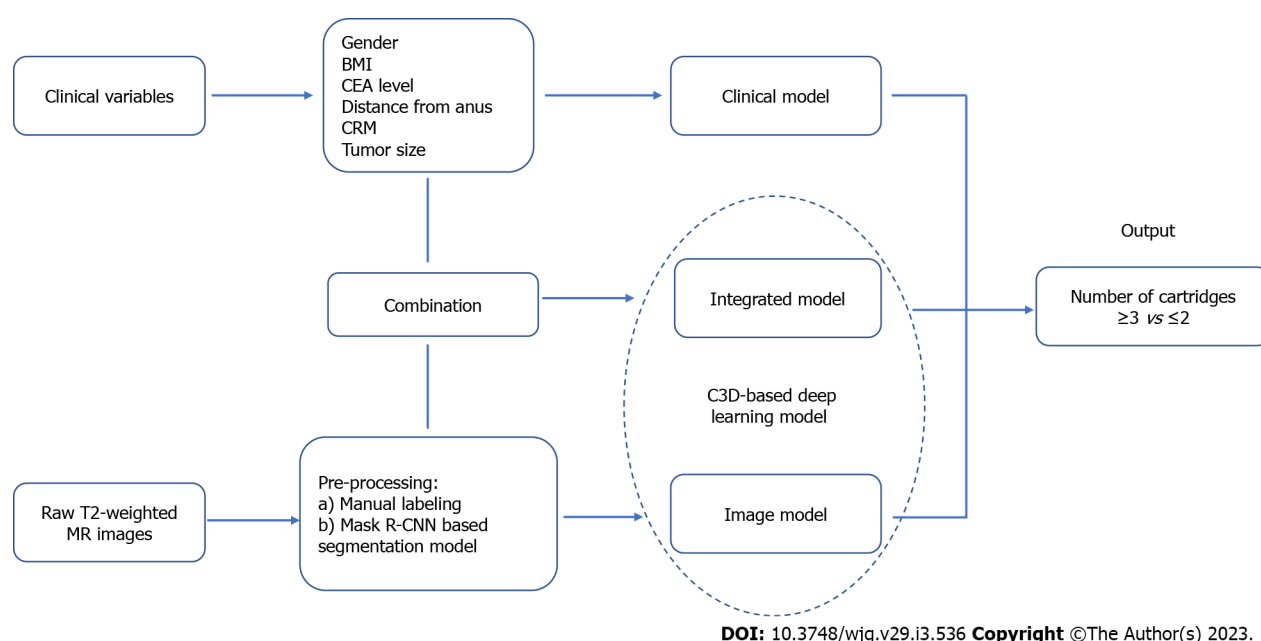 Clinical variables
Gender
BMI
CEA level
Distance from anus
CRM
Tumor size
Clinical model
Combination
Integrated model
Output
Number of cartridges
≥3 vs ≤2
C3D-based deep
learning model
Raw T2-weighted
MR images
Pre-processing:
a) Manual labeling
b) Mask R-CNN based
segmentation model
Image model
DOI: 10.3748/wjg.v29.i3.536 Copyright ©The Author(s) 2023.